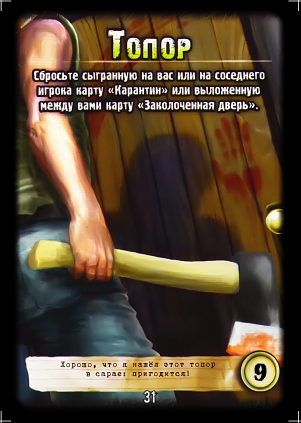 Топор
Сбросьте сыгранную на вас или на соседнего
игрока карту «Карантин» или выложенную
между вами карту «Заколоченная дверь».
Хорошо, что я нашёл этот топор
в сарае: пригодится!
9
31